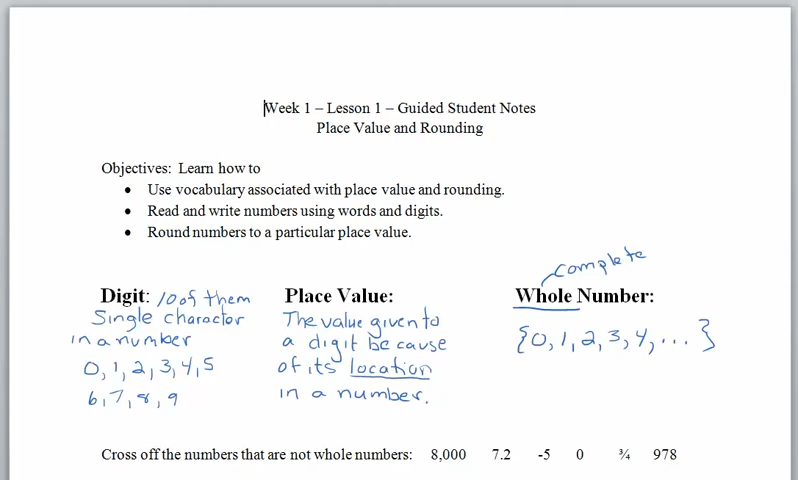 Week 1 – Lesson 1 – Guided Student Notes
Place Value and Rounding
Objectives: Learn how to
• Use vocabulary associated with place value and rounding.
• Read and write numbers using words and digits.
• Round numbers to a particular place value.
Digit: 10 of them
Single charactor
in a number
0, 1, 2, 3, 4, 5
6, 7, 8, 9
Place Value:
The value given to
a digit because
of its location
in a number.
complete
Whole Number:
{0, 1, 2, 3, 4, ... }
Cross off the numbers that are not whole numbers: 8,000 7.2 -5 0 ¾ 978